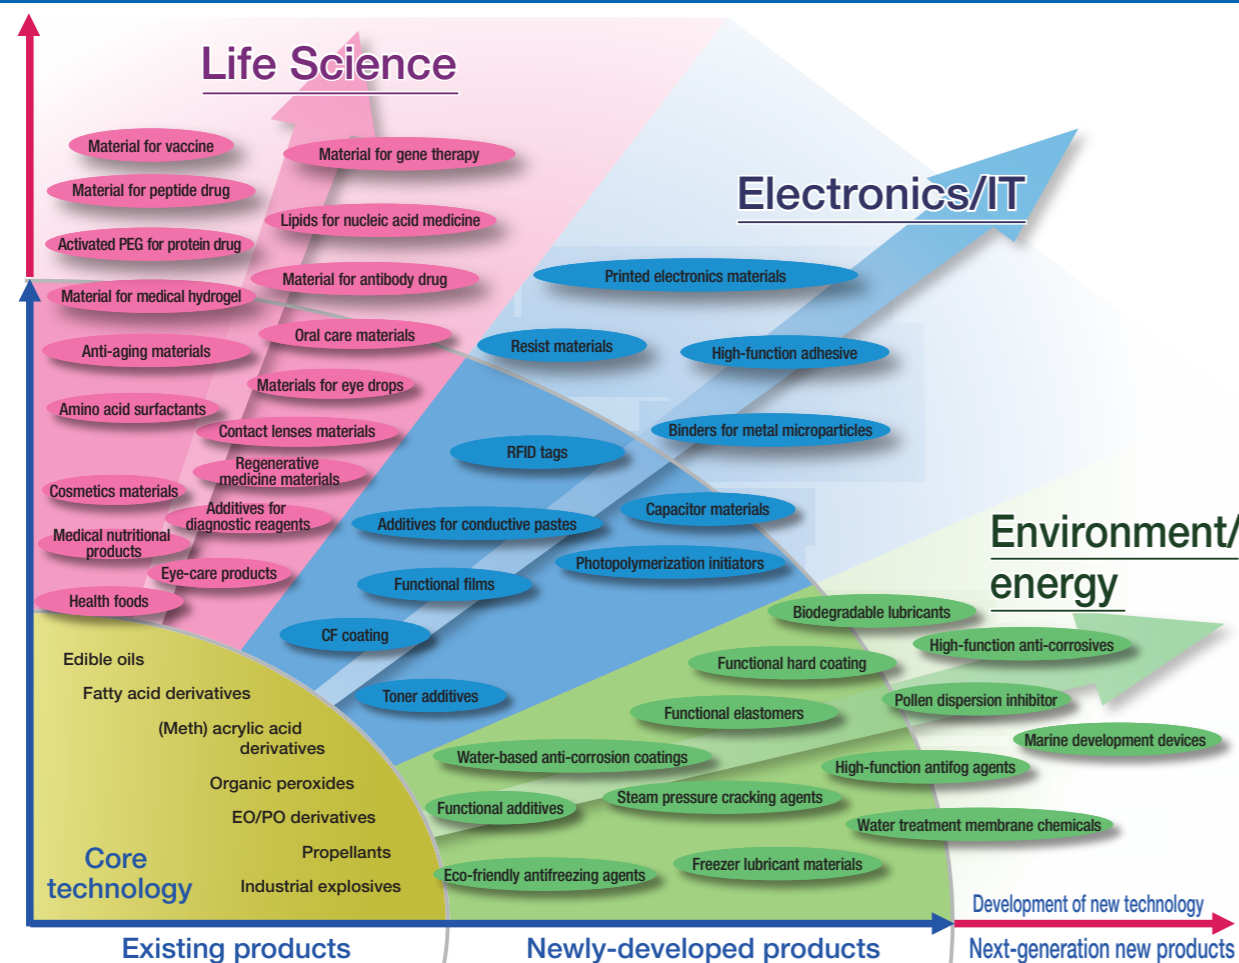 Life Science
Material for vaccine
Material for gene therapy
Material for peptide drug
Lipids for nucleic acid medicine
Activated PEG for protein drug
Material for antibody drug
Material for medical hydrogel
Oral care materials
Anti-aging materials
Materials for eye drops
Amino acid surfactants
Contact lenses materials
Regenerative
medicine materials
Cosmetics materials
Additives for
diagnostic reagents
Medical nutritional
products
Eye-care products
Health foods
Electronics/IT
Printed electronics materials
Resist materials
High-function adhesive
Binders for metal microparticles
RFID tags
Capacitor materials
Additives for conductive pastes
Photopolymerization initiators
Functional films
CF coating
Toner additives
Environment/
energy
Biodegradable lubricants
High-function anti-corrosives
Functional hard coating
Pollen dispersion inhibitor
Functional elastomers
Marine development devices
Water-based anti-corrosion coatings
High-function antifog agents
Steam pressure cracking agents
Functional additives
Water treatment membrane chemicals
Freezer lubricant materials
Eco-friendly antifreezing agents
Edible oils
Fatty acid derivatives
(Meth) acrylic acid
derivatives
Organic peroxides
EO/PO derivatives
Propellants
Industrial explosives
Core
technology
Development of new technology
Existing products
Newly-developed products
Next-generation new products